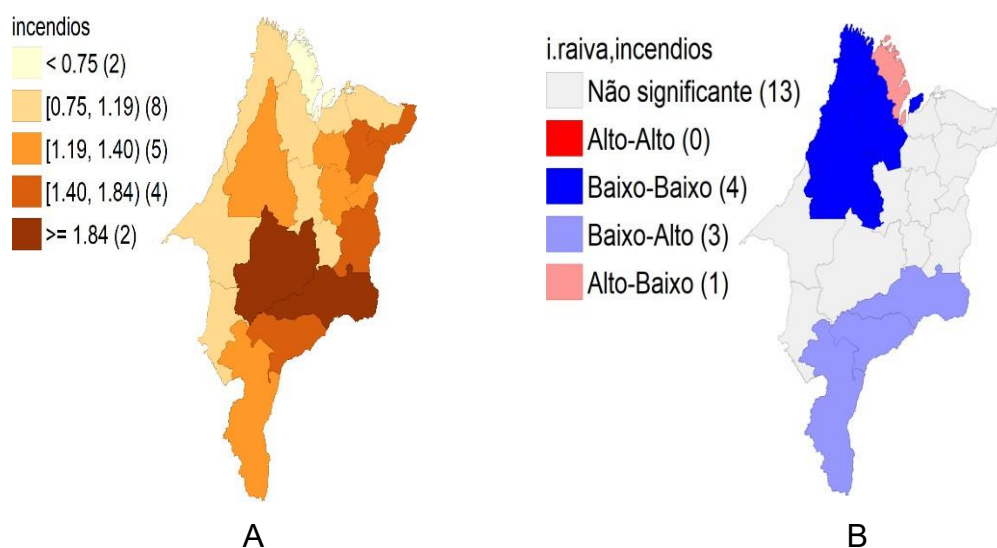 incendios
< 0.75 (2)
[0.75, 1.19) (8)
[1.19, 1.40) (5)
[1.40, 1.84) (4)
>= 1.84 (2)
A
i.raiva,incendios
Não significante (13)
Alto-Alto (0)
Baixo-Baixo (4)
Baixo-Alto (3)
Alto-Baixo (1)
B